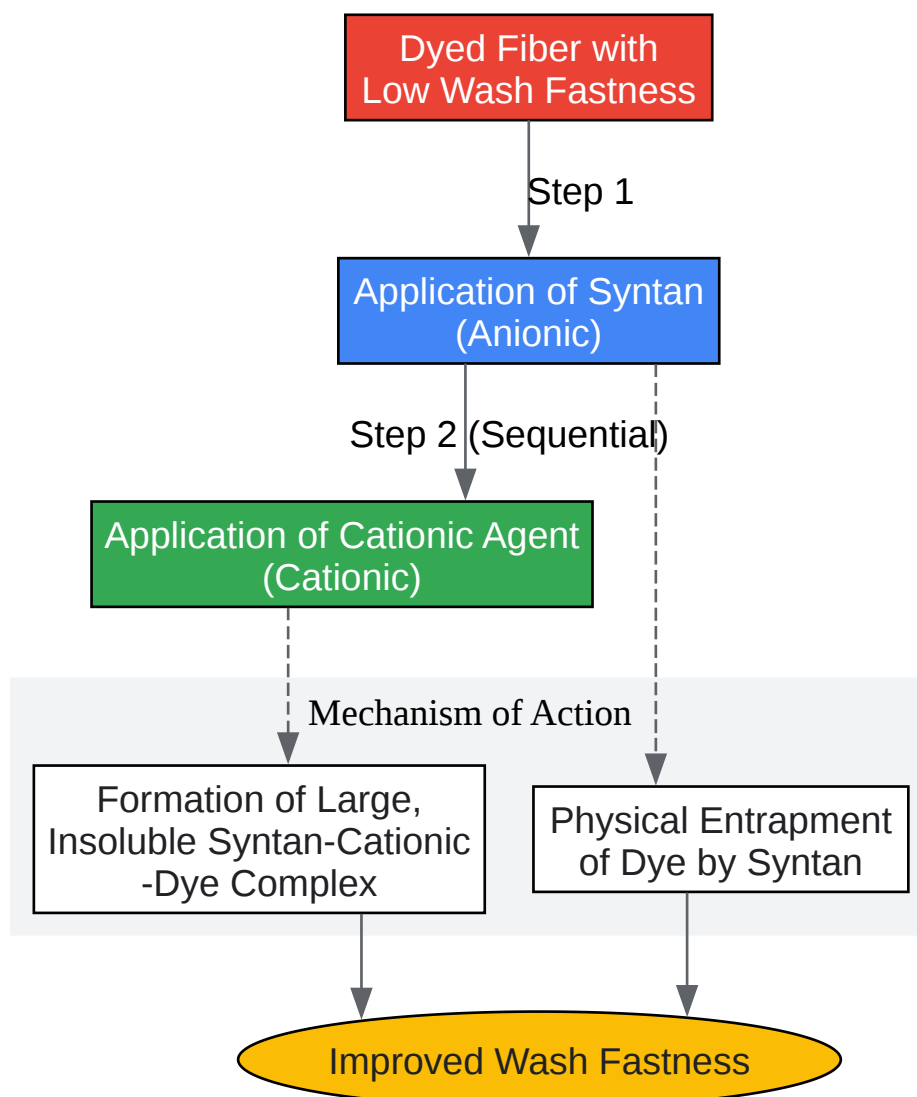 Dyed Fiber with
Low Wash Fastness
Step 1
Application of Syntan
(Anionic)
Step 2 (Sequential)
Application of Cationic Agent
(Cationic)
Mechanism of Action
Formation of Large,
Insoluble Syntan-Cationic
-Dye Complex
Physical Entrapment
of Dye by Syntan
Improved Wash Fastness